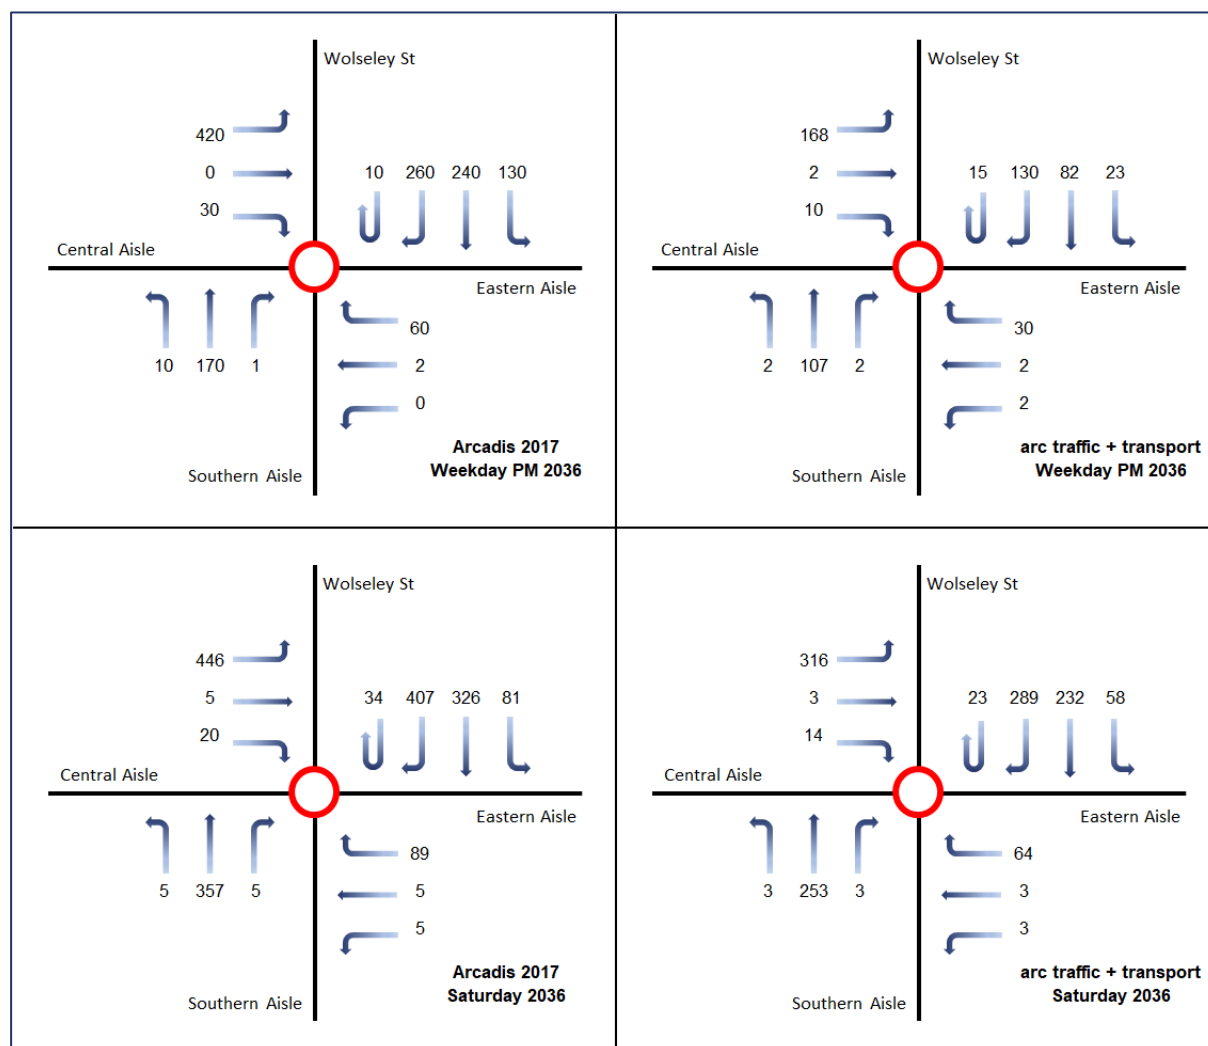 Wolseley St
420
0
30
10 260 240 130
Central Aisle
Eastern Aisle
60
2
0
10 170 1
Southern Aisle
Arcadis 2017
Weekday PM 2036
Wolseley St
168
2
10
15 130 82 23
Central Aisle
Eastern Aisle
30
2
2
2 107 2
Southern Aisle
arc traffic + transport
Weekday PM 2036
Wolseley St
446
5
20
34 407 326 81
Central Aisle
Eastern Aisle
89
5
5
5 357 5
Southern Aisle
Arcadis 2017
Saturday 2036
Wolseley St
316
3
14
23 289 232 58
Central Aisle
Eastern Aisle
64
3
3
3 253 3
Southern Aisle
arc traffic + transport
Saturday 2036